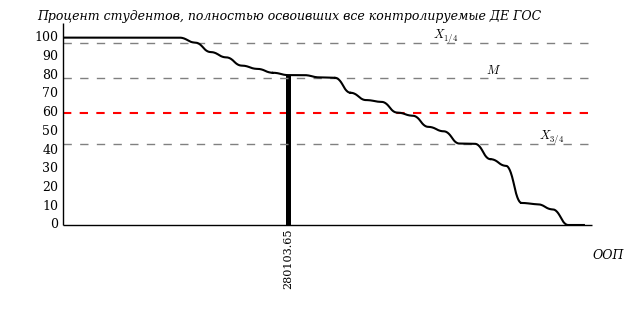 Процент студентов, полностью освоивших все контролируемые ДЕ ГОС
100
X1/4
90
80
M
70
60
50
X3/4
40
30
20
10
0
280103.65
ООП